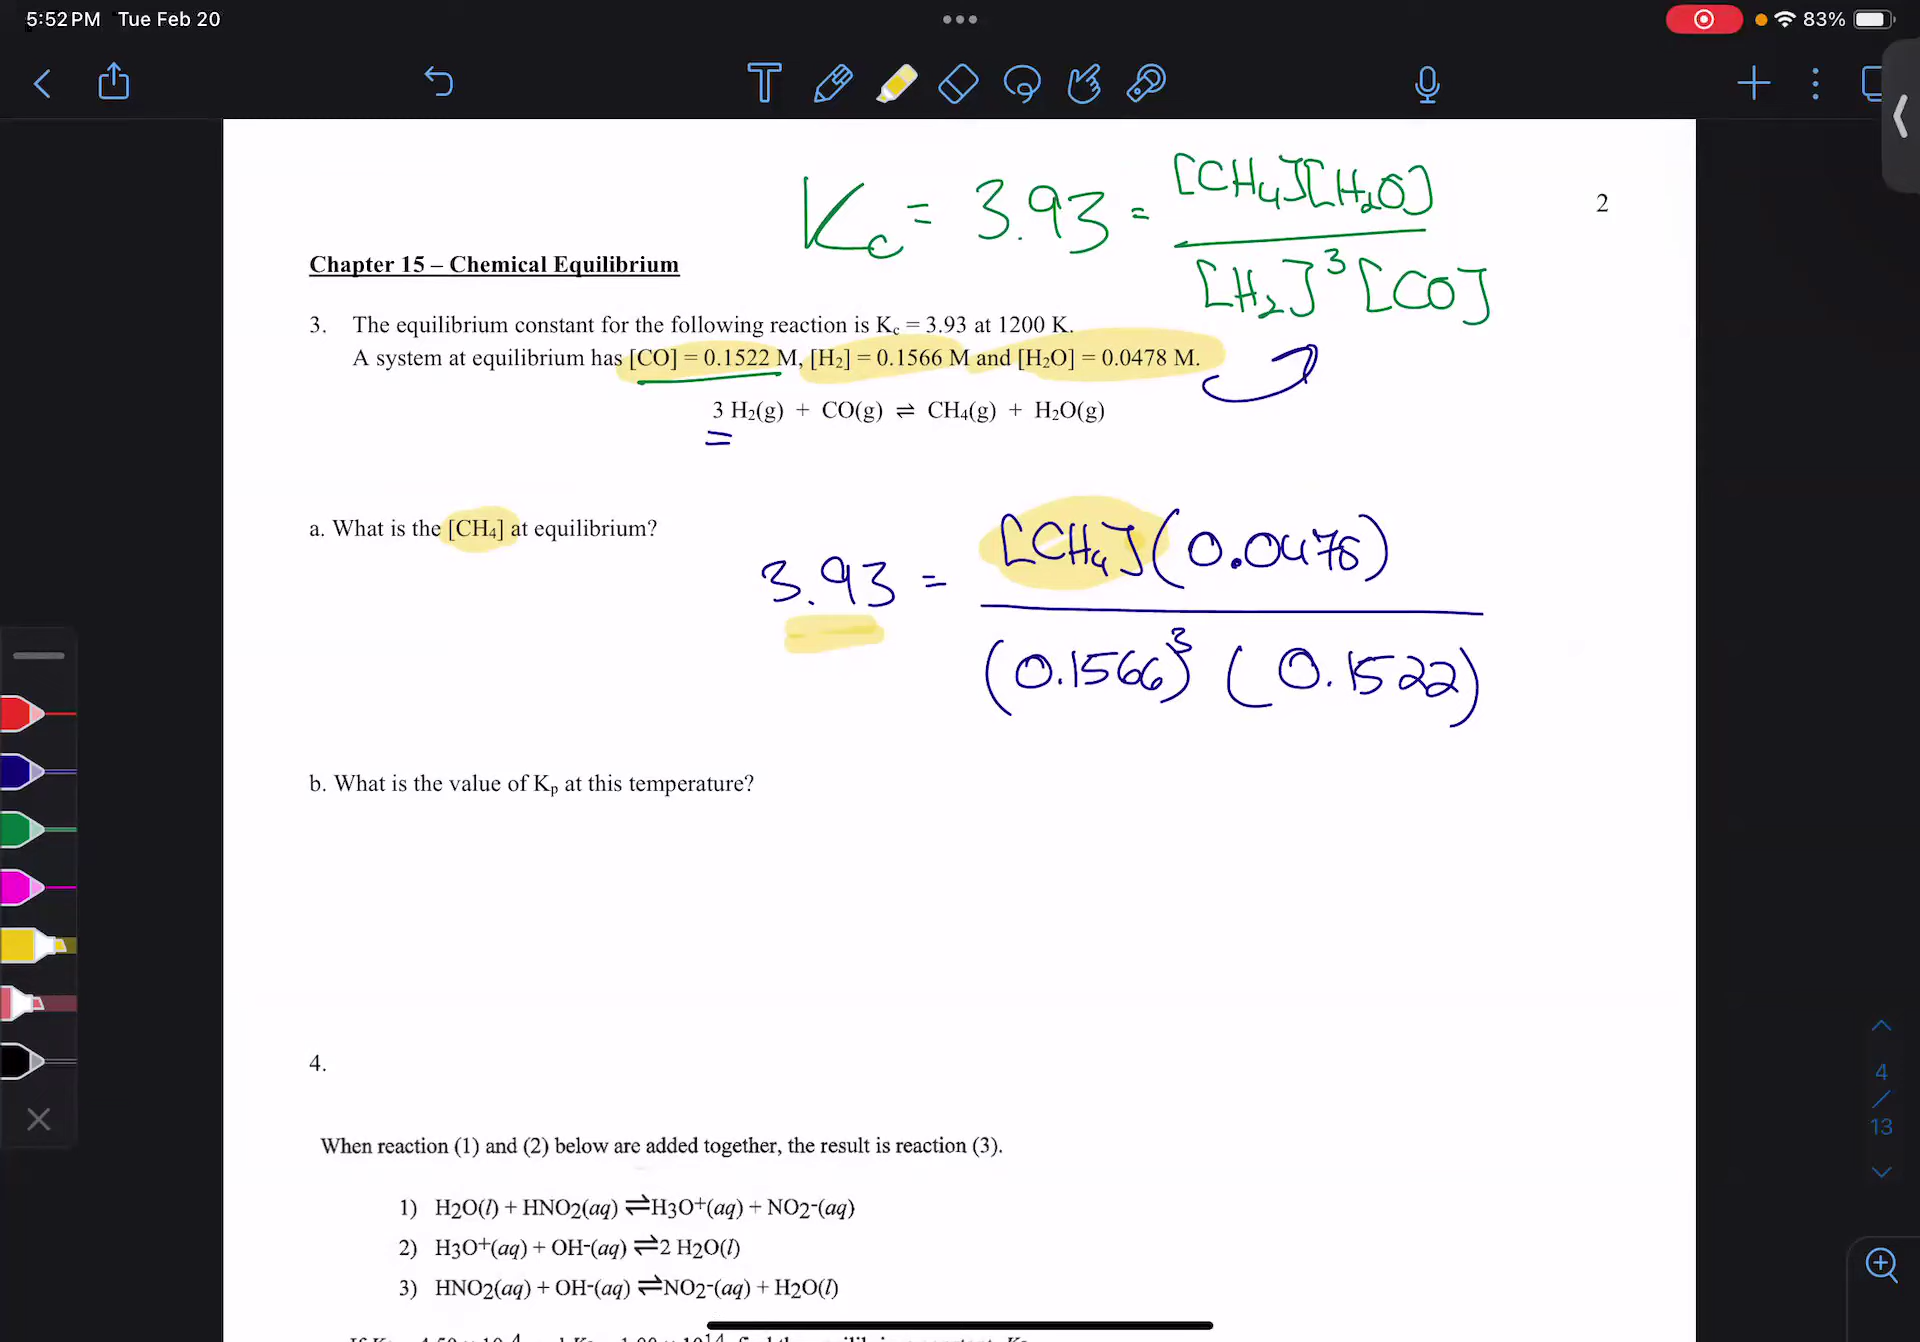 5:52 PM Tue Feb 20
83%
Kc = 3.93 = [CH4][H2O]
[H2]^3 [CO]
2
Chapter 15 – Chemical Equilibrium
3. The equilibrium constant for the following reaction is Kc = 3.93 at 1200 K.
A system at equilibrium has [CO] = 0.1522 M, [H2] = 0.1566 M and [H2O] = 0.0478 M.
3 H2(g) + CO(g) ⇌ CH4(g) + H2O(g)
a. What is the [CH4] at equilibrium?
3.93 = [CH4](0.0478)
(0.1566)^3 (0.1522)
b. What is the value of Kp at this temperature?
4.
When reaction (1) and (2) below are added together, the result is reaction (3).
1) H2O(l) + HNO2(aq) ⇌H3O+(aq) + NO2-(aq)
2) H3O+(aq) + OH-(aq) ⇌2 H2O(l)
3) HNO2(aq) + OH-(aq) ⇌NO2-(aq) + H2O(l)
4
/
13